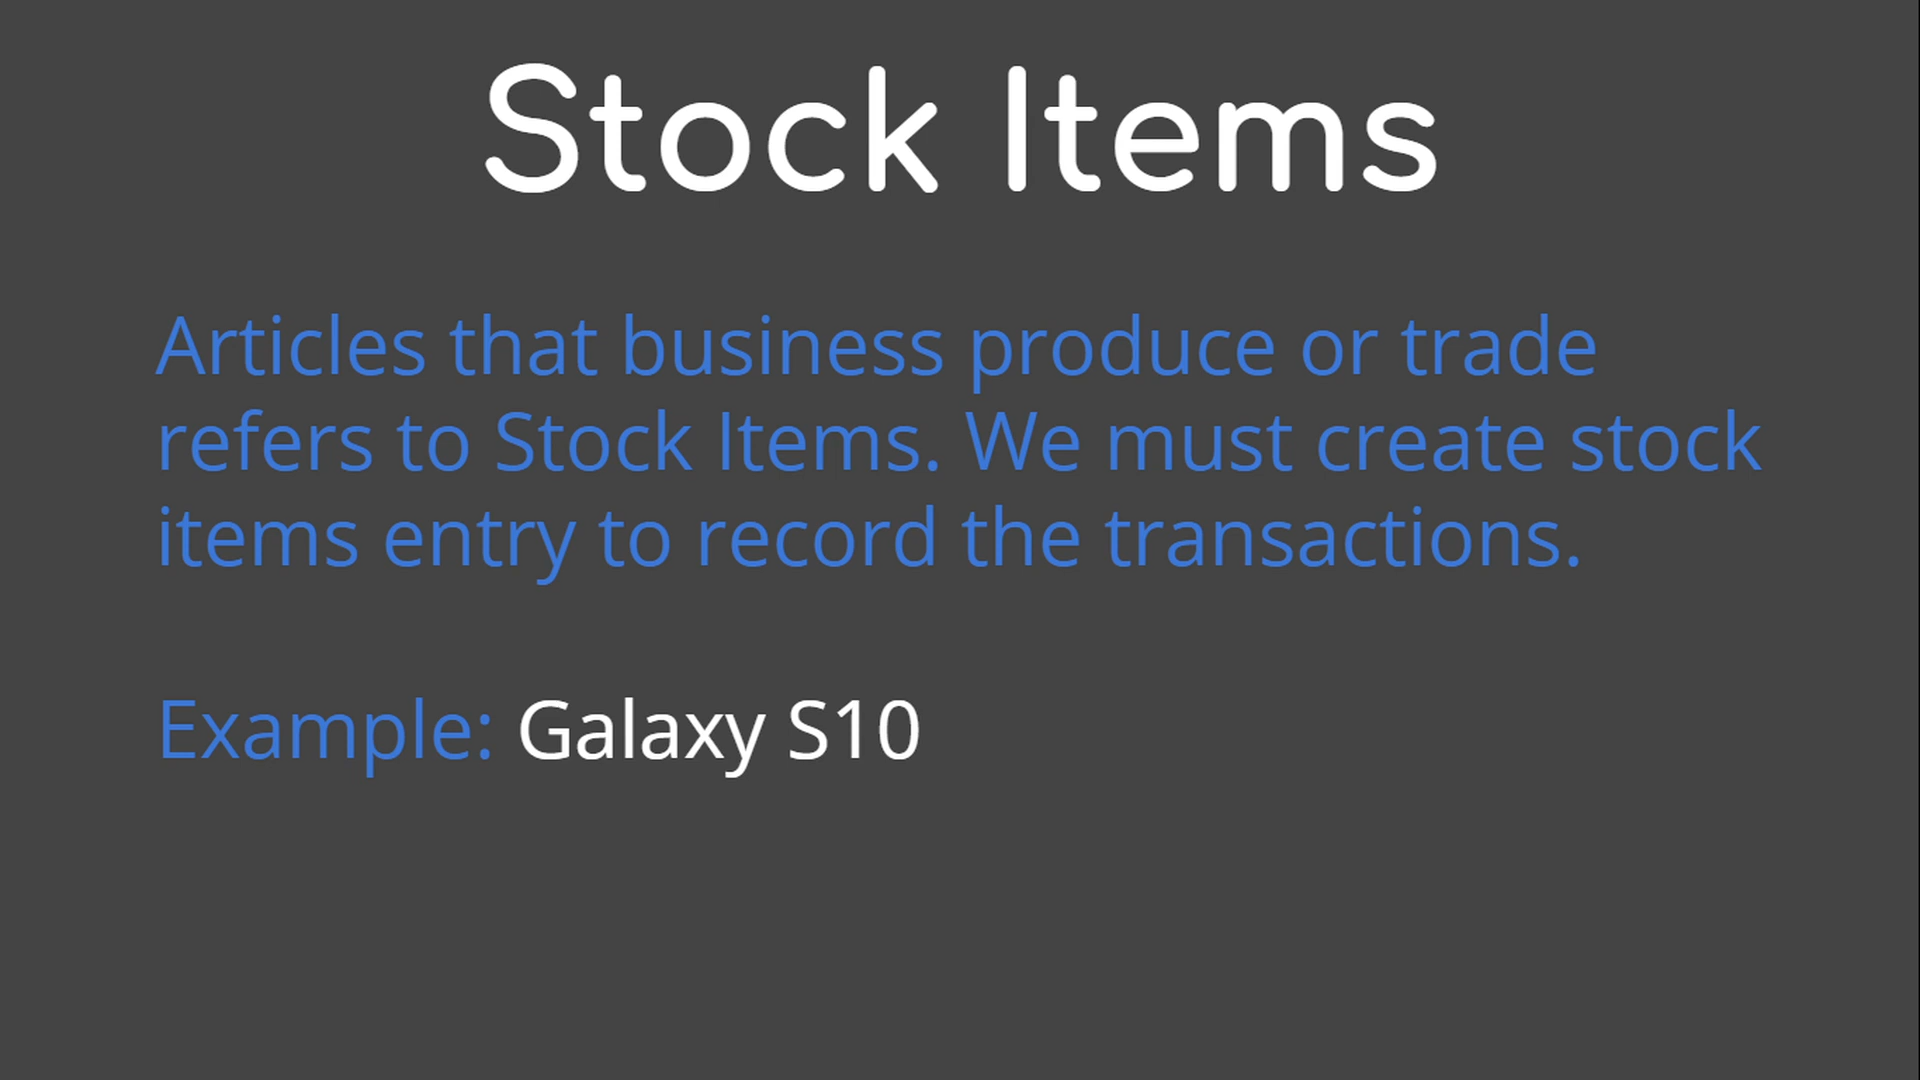 Stock Items
Articles that business produce or trade
refers to Stock Items. We must create stock
items entry to record the transactions.
Example: Galaxy S10